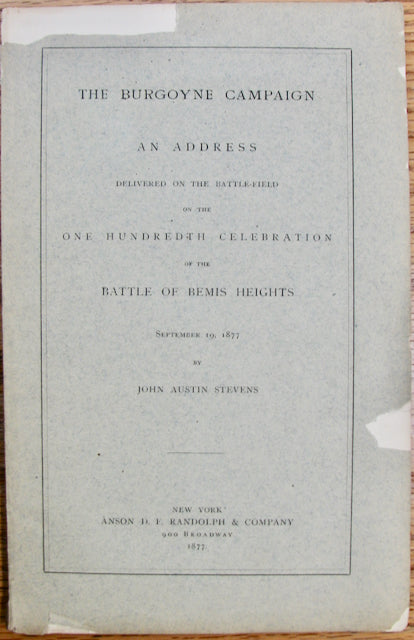 THE BURGOYNE CAMPAIGN
AN ADDRESS
DELIVERED ON THE BATTLE-FIELD
ON THE
ONE HUNDREDTH CELEBRATION
OF THE
BATTLE OF BEMIS HEIGHTS
SEPTEMBER 19, 1877
BY
JOHN AUSTIN STEVENS
NEW YORK
ANSON D. F. RANDOLPH & COMPANY
900 BROADWAY
1877